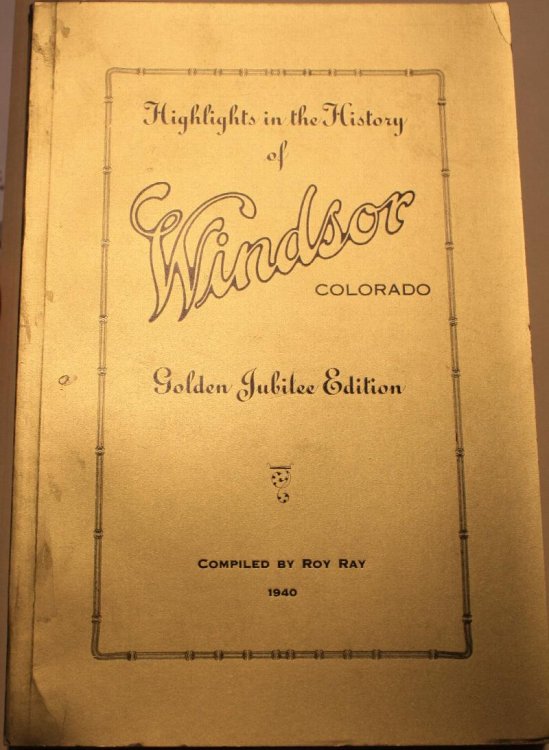 Highlights in the History
of
Windsor
COLORADO
Golden Jubilee Edition
COMPILED BY ROY RAY
1940